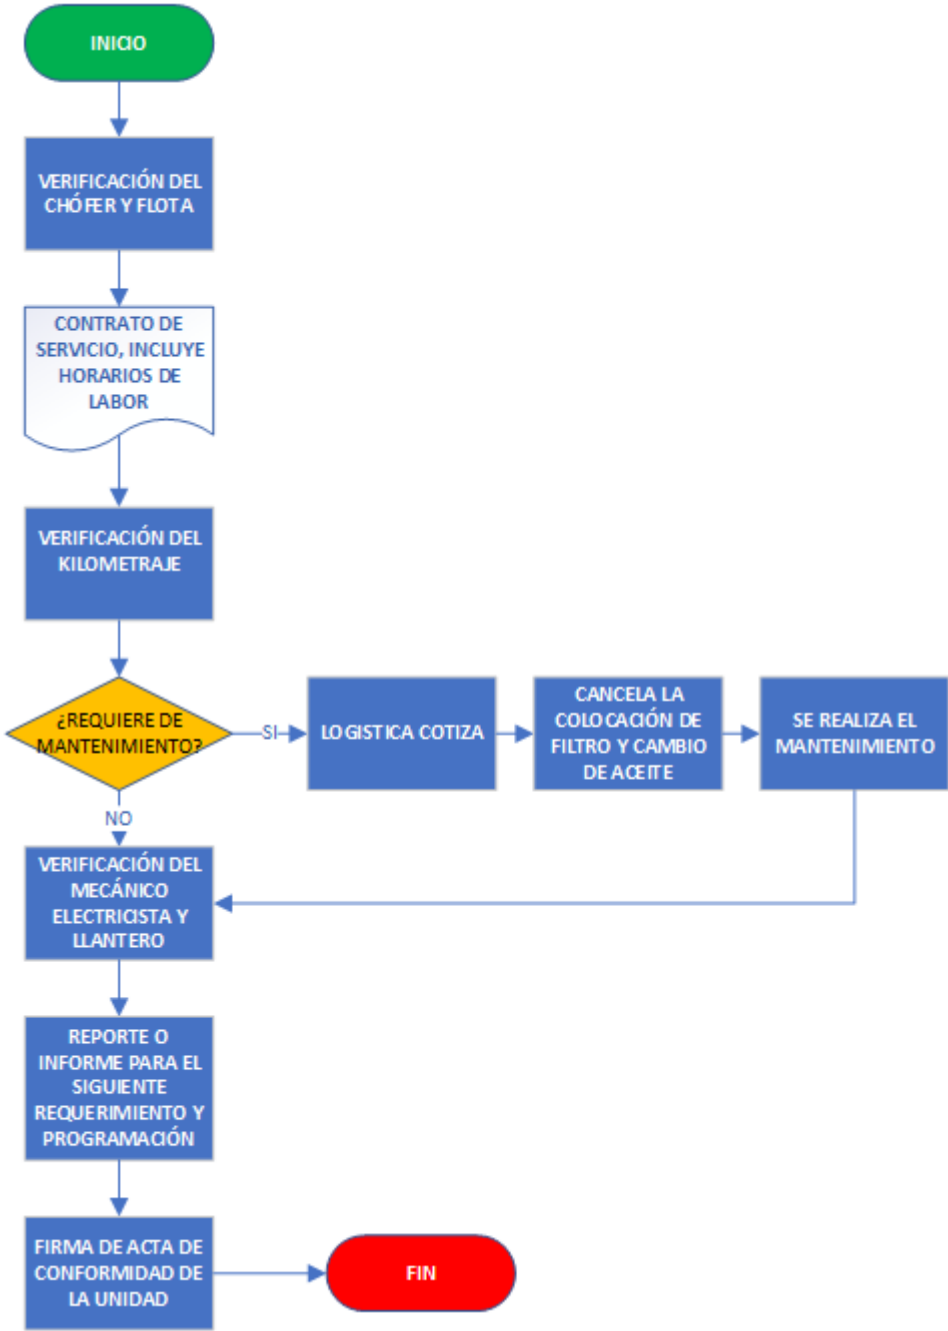 INICIO
VERIFICACIÓN DEL
CHÓFER Y FLOTA
CONTRATO DE
SERVICIO, INCLUYE
HORARIOS DE
LABOR
VERIFICACIÓN DEL
KILOMETRAJE
¿REQUIERE DE
MANTENIMIENTO?
SI
LOGISTICA COTIZA
CANCELA LA
COLOCACIÓN DE
FILTRO Y CAMBIO
DE ACEITE
SE REALIZA EL
MANTENIMIENTO
NO
VERIFICACIÓN DEL
MECÁNICO
ELECTRICISTA Y
LLANTERO
REPORTE O
INFORME PARA EL
SIGUIENTE
REQUERIMIENTO Y
PROGRAMACIÓN
FIRMA DE ACTA DE
CONFORMIDAD DE
LA UNIDAD
FIN